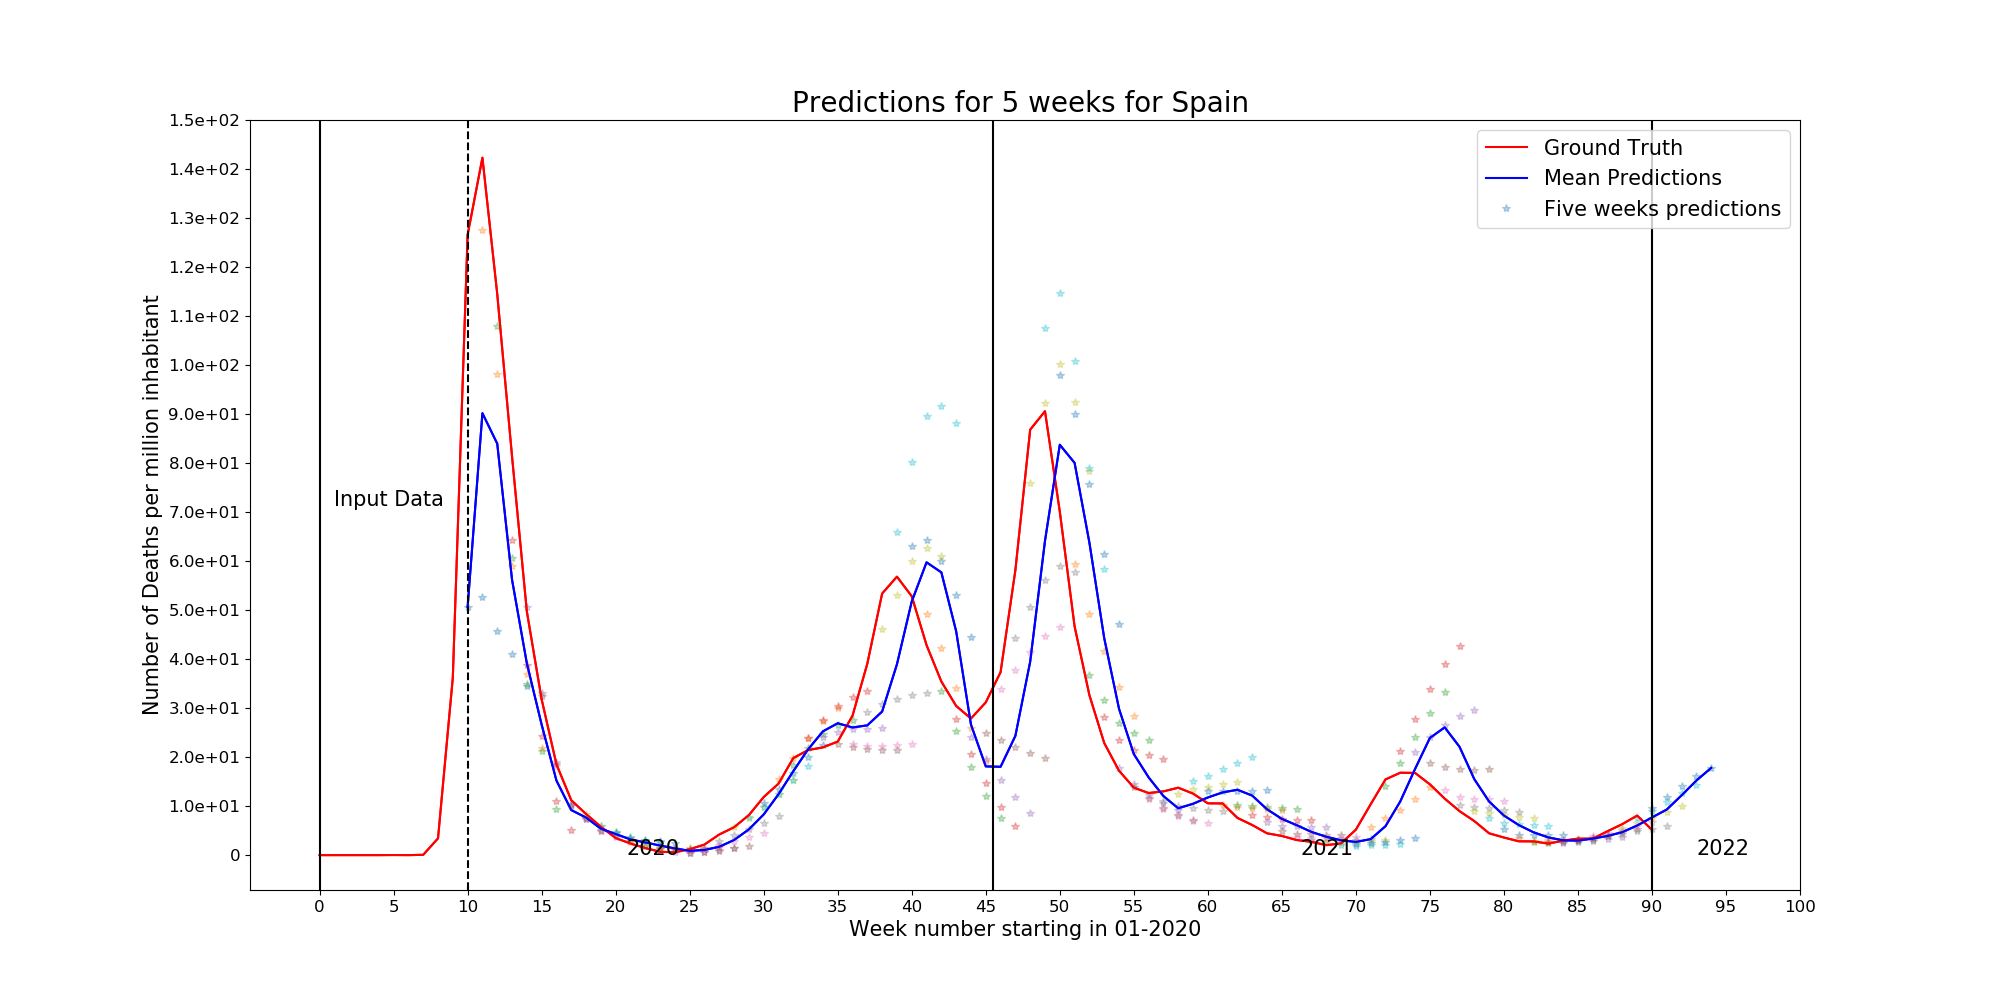 Predictions for 5 weeks for Spain
1.5e+02
1.4e+02
1.3e+02
1.2e+02
1.1e+02
1.0e+02
9.0e+01
8.0e+01
7.0e+01
6.0e+01
5.0e+01
4.0e+01
3.0e+01
2.0e+01
1.0e+01
0
Number of Deaths per million inhabitant
Ground Truth
Mean Predictions
Five weeks predictions
Input Data
2020
2021
2022
0 5 10 15 20 25 30 35 40 45 50 55 60 65 70 75 80 85 90 95 100
Week number starting in 01-2020